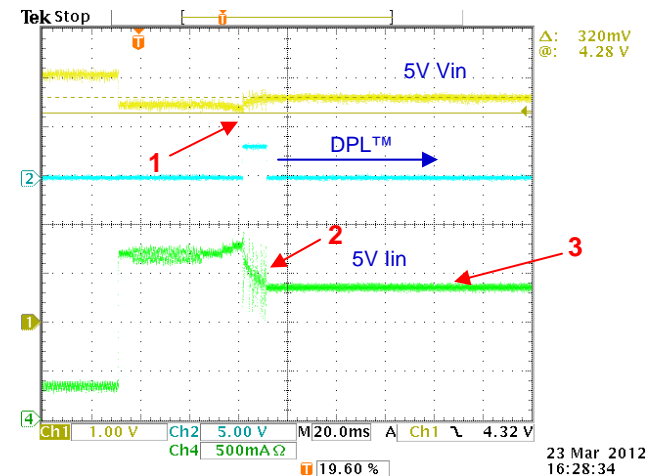 Tek Stop
T
T
Δ: 320mV
@: 4.28 V
5V Vin
1
DPL™
2
2
5V Iin
3
1
4
Ch1 1.00 V Ch2 5.00 V M 20.0ms A Ch1 4.32 V
Ch4 500mAΩ
T 19.60 %
23 Mar 2012
16:28:34